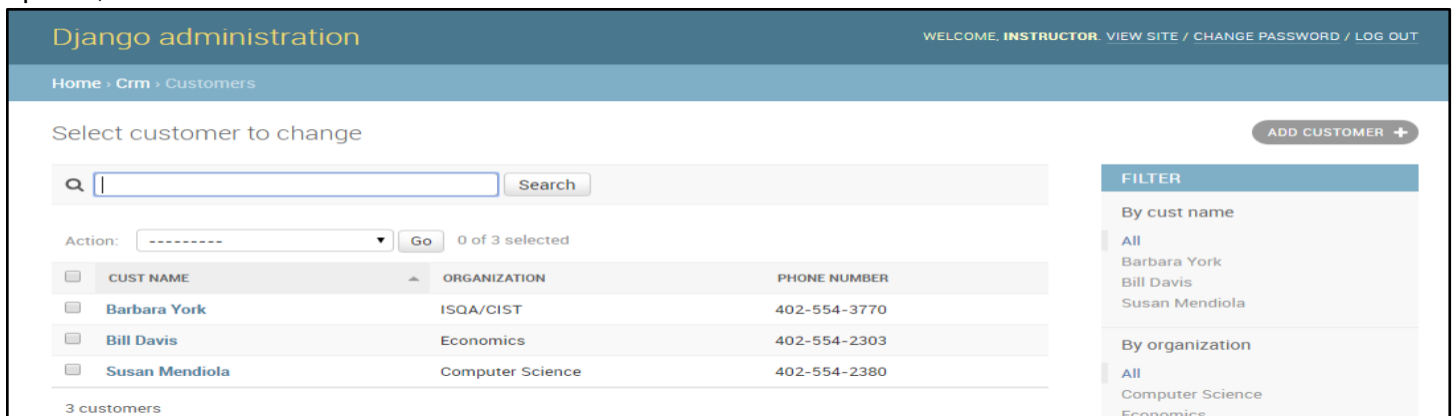 Django administration
WELCOME, INSTRUCTOR. VIEW SITE / CHANGE PASSWORD / LOG OUT
Home › Crm › Customers
Select customer to change
ADD CUSTOMER +
Search
Action: --------- Go 0 of 3 selected
CUST NAME ORGANIZATION PHONE NUMBER
Barbara York ISQA/CIST 402-554-3770
Bill Davis Economics 402-554-2303
Susan Mendiola Computer Science 402-554-2380
3 customers
FILTER
By cust name
All
Barbara York
Bill Davis
Susan Mendiola
By organization
All
Computer Science
Economics